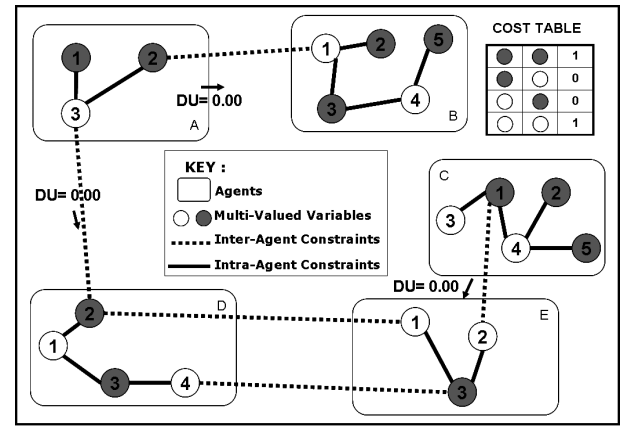 COST TABLE
1
0
0
1
1
2
3
A
DU= 0.00
1
2
5
3
4
B
KEY :
Agents
Multi-Valued Variables
Inter-Agent Constraints
Intra-Agent Constraints
DU= 0.00
C
1
2
3
4
5
DU= 0.00
D
2
1
3
4
E
1
2
3